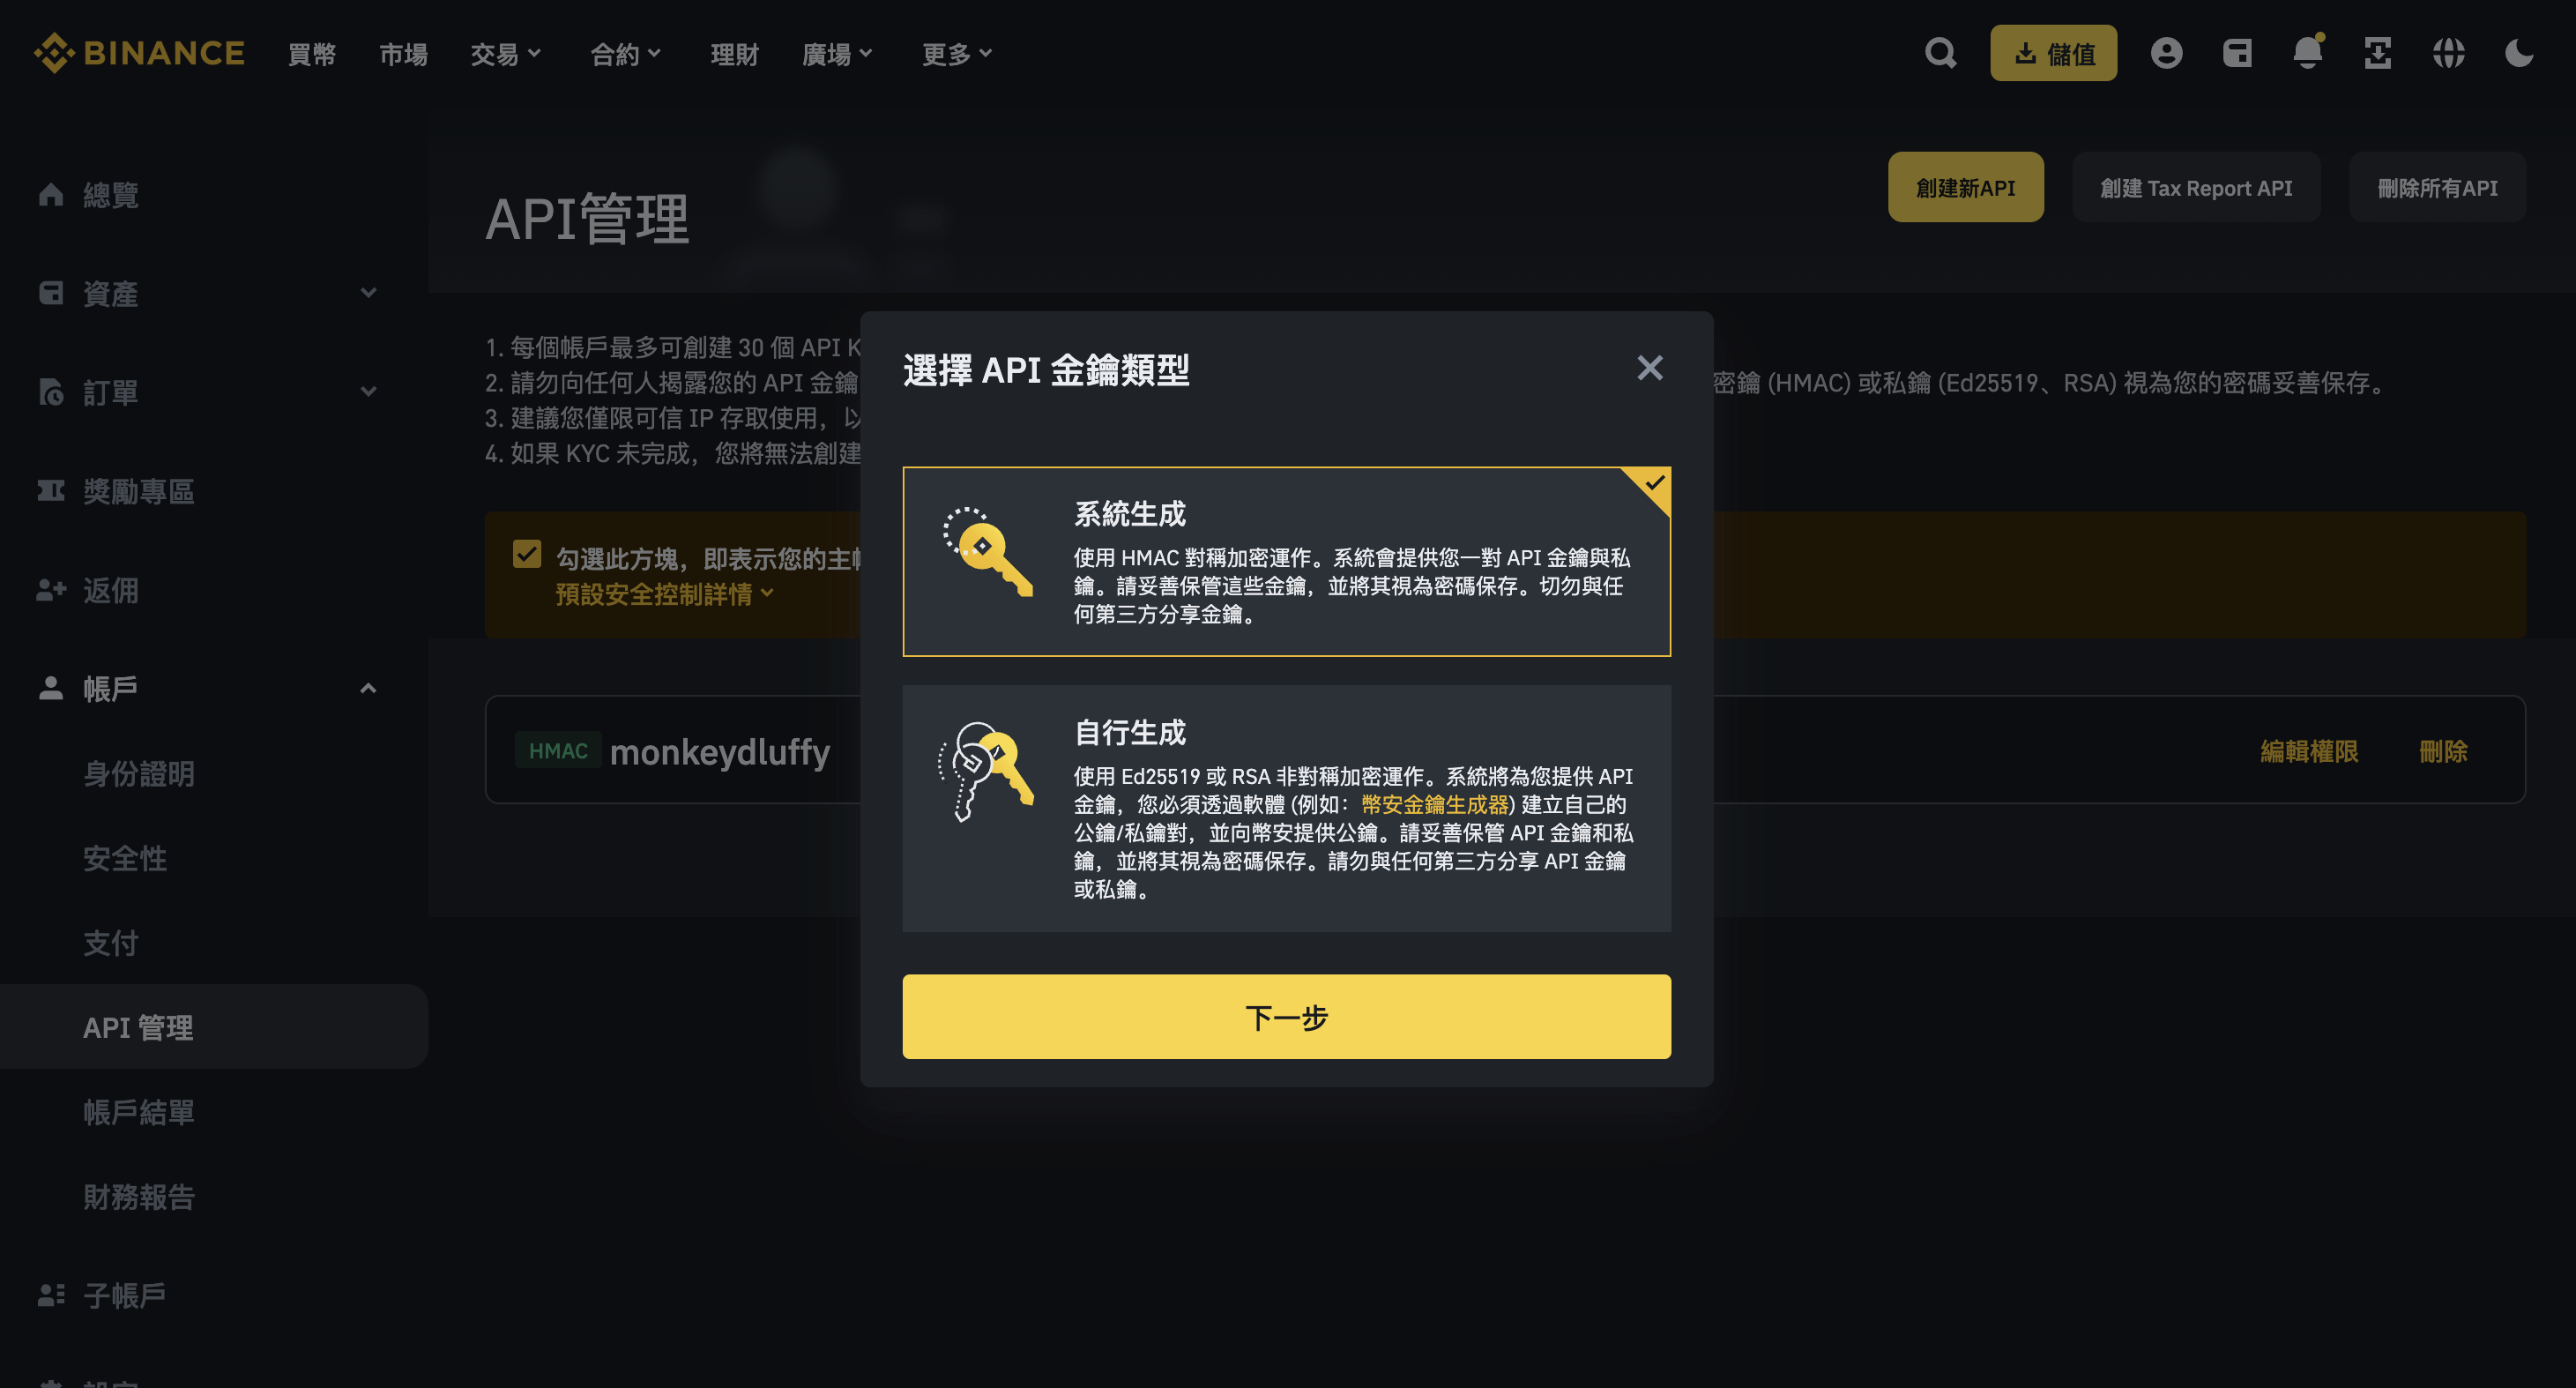 BINANCE
買幣
市場
交易
合約
理財
廣場
更多
儲值
總覽
資產
訂單
獎勵專區
返佣
帳戶
身份證明
安全性
支付
API 管理
帳戶結單
財務報告
子帳戶
API管理
創建新API
創建 Tax Report API
刪除所有API
1. 每個帳戶最多可創建 30 個 API K
2. 請勿向任何人揭露您的 API 金鑰
密鑰 (HMAC) 或私鑰 (Ed25519、RSA) 視為您的密碼妥善保存。
3. 建議您僅限可信 IP 存取使用，以
4. 如果 KYC 未完成，您將無法創建
勾選此方塊，即表示您的主帳
預設安全控制詳情
HMAC
monkeydluffy
編輯權限
刪除
選擇 API 金鑰類型
系統生成
使用 HMAC 對稱加密運作。系統會提供您一對 API 金鑰與私
鑰。請妥善保管這些金鑰，並將其視為密碼保存。切勿與任
何第三方分享金鑰。
自行生成
使用 Ed25519 或 RSA 非對稱加密運作。系統將為您提供 API
金鑰，您必須透過軟體 (例如：幣安金鑰生成器) 建立自己的
公鑰/私鑰對，並向幣安提供公鑰。請妥善保管 API 金鑰和私
鑰，並將其視為密碼保存。請勿與任何第三方分享 API 金鑰
或私鑰。
下一步